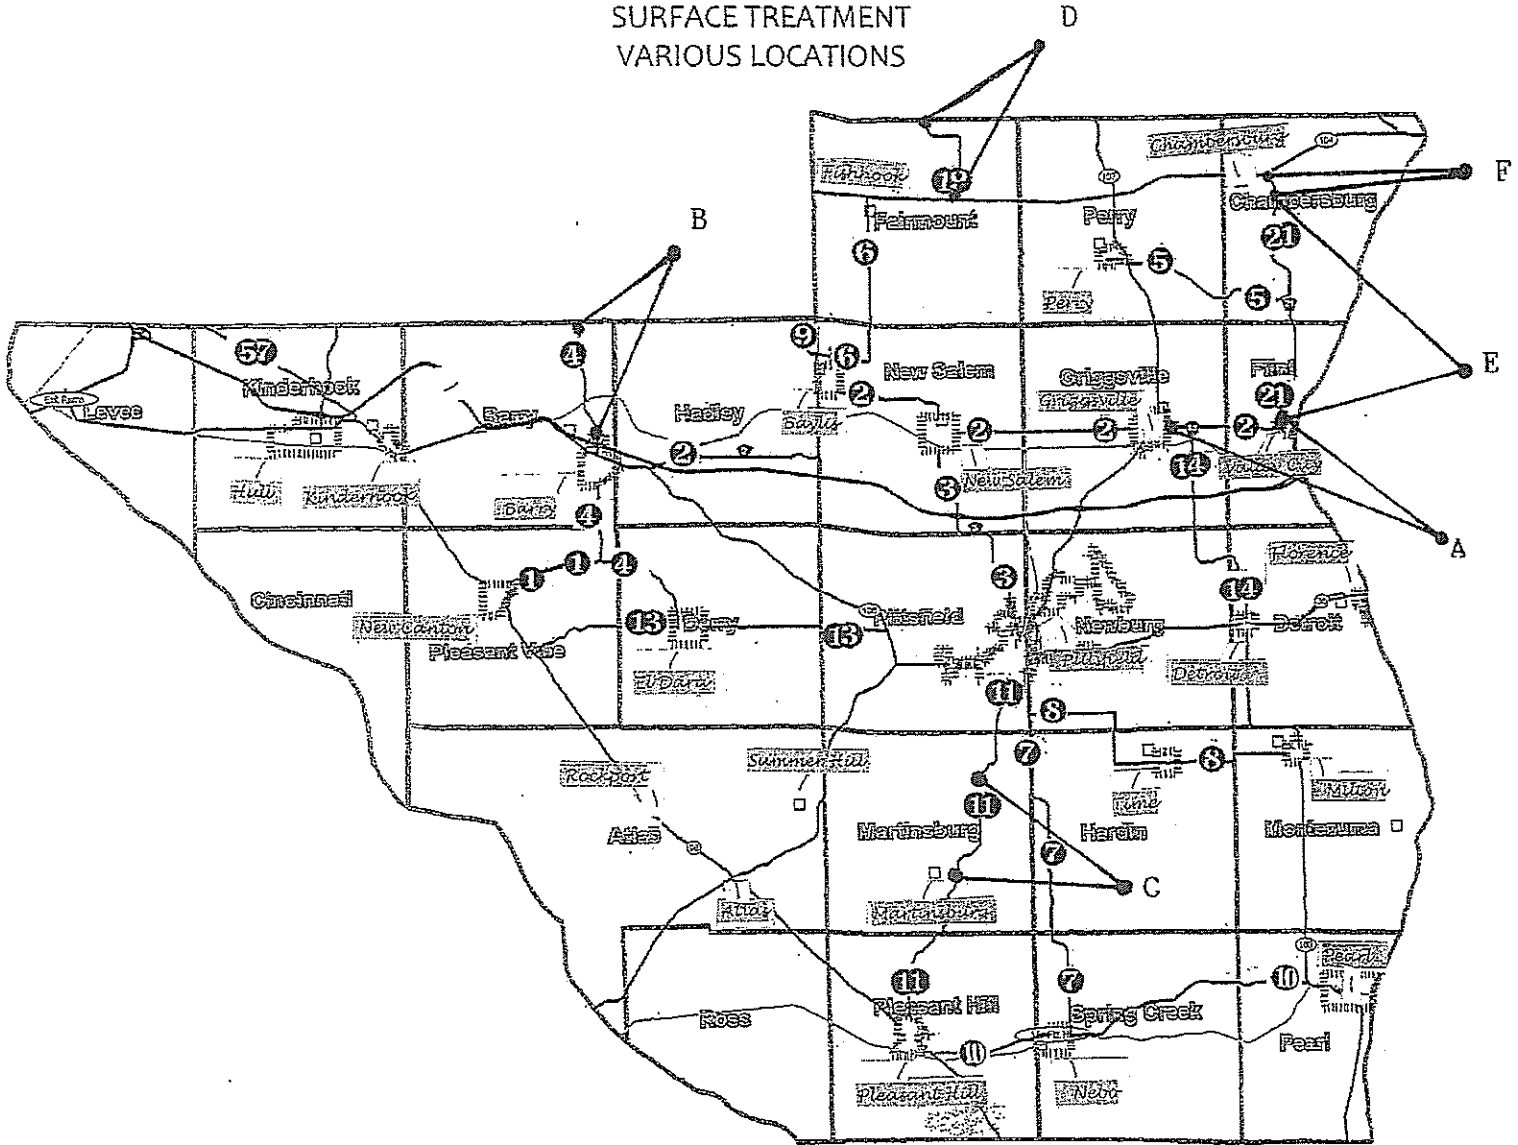 SURFACE TREATMENT
D
VARIOUS LOCATIONS
Chambersburg
104
F
Fishhook
107
Chambersburg
B
Fairmount
Perry
21
6
5
5
Perry
9
4
57
6
New Salem
Griggsville
Flint
E
Kinderhook
Griggsville
21
Levee
Barry
Hadley
2
Baylis
2
2
2
2
14
New Salem
Hull
Kinderhook
3
Barry
4
A
Florence
1
1
4
3
14
Cincinnati
13
Derry
Pittsfield
Newburg
Detroit
New Canton
13
Pleasant Vale
Pittsfield
El Dara
Detroit
11
8
7
8
Summer Hill
Rockport
Time
Milton
11
Atlas
Martinsburg
Hardin
Montezuma
7
C
Atlas
Martinsburg
Pearl
11
7
10
Pleasant Hill
Ross
Spring Creek
Pearl
10
Pleasant Hill
Nebo